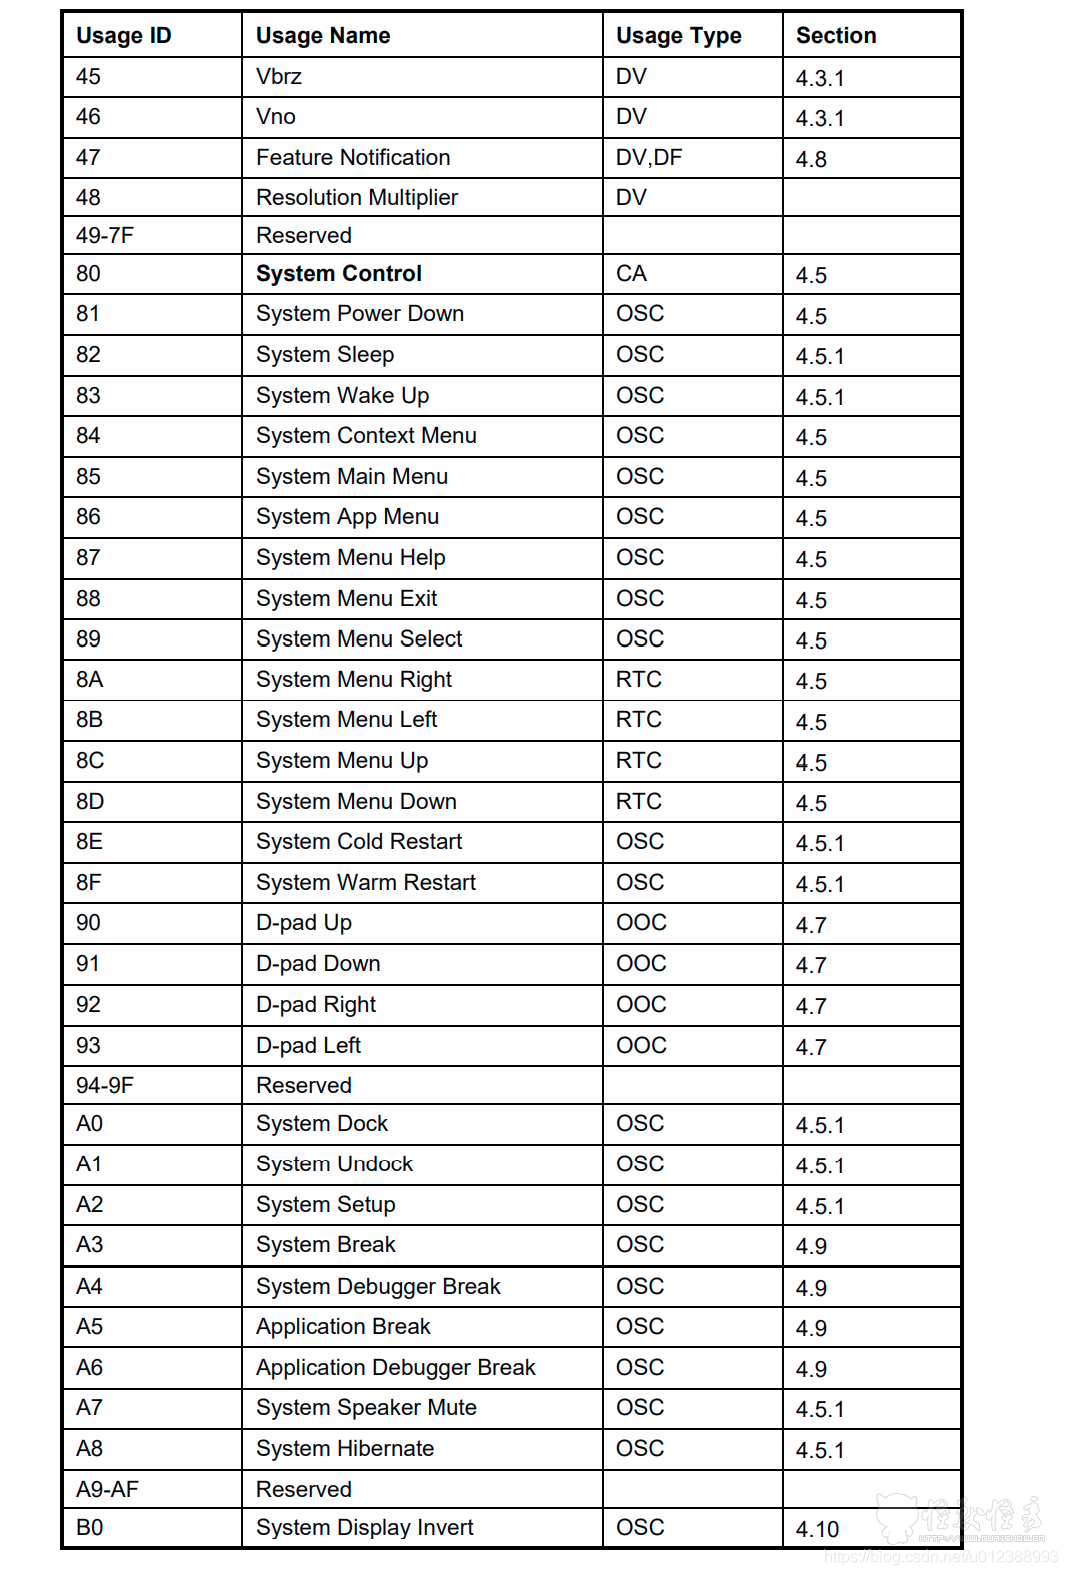 Usage ID Usage Name Usage Type Section
45 Vbrz DV 4.3.1
46 Vno DV 4.3.1
47 Feature Notification DV,DF 4.8
48 Resolution Multiplier DV
49-7F Reserved
80 System Control CA 4.5
81 System Power Down OSC 4.5
82 System Sleep OSC 4.5.1
83 System Wake Up OSC 4.5.1
84 System Context Menu OSC 4.5
85 System Main Menu OSC 4.5
86 System App Menu OSC 4.5
87 System Menu Help OSC 4.5
88 System Menu Exit OSC 4.5
89 System Menu Select OSC 4.5
8A System Menu Right RTC 4.5
8B System Menu Left RTC 4.5
8C System Menu Up RTC 4.5
8D System Menu Down RTC 4.5
8E System Cold Restart OSC 4.5.1
8F System Warm Restart OSC 4.5.1
90 D-pad Up OOC 4.7
91 D-pad Down OOC 4.7
92 D-pad Right OOC 4.7
93 D-pad Left OOC 4.7
94-9F Reserved
A0 System Dock OSC 4.5.1
A1 System Undock OSC 4.5.1
A2 System Setup OSC 4.5.1
A3 System Break OSC 4.9
A4 System Debugger Break OSC 4.9
A5 Application Break OSC 4.9
A6 Application Debugger Break OSC 4.9
A7 System Speaker Mute OSC 4.5.1
A8 System Hibernate OSC 4.5.1
A9-AF Reserved
B0 System Display Invert OSC 4.10
https://blog.csdn.net/u012388993